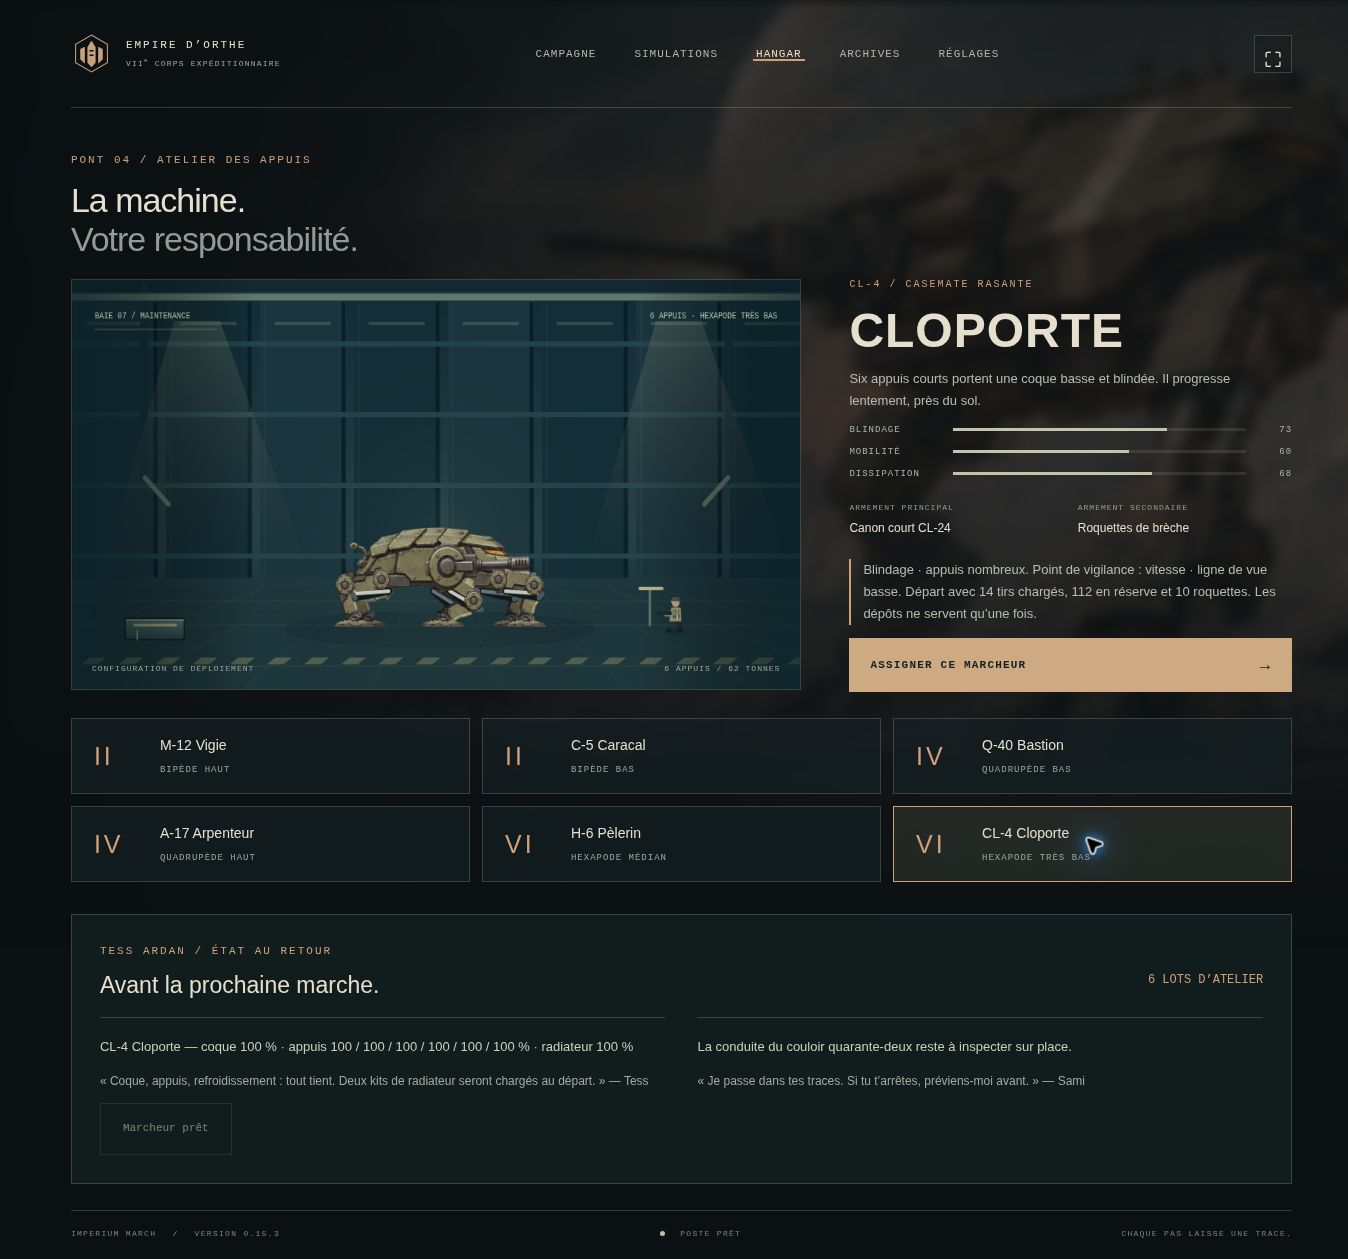 EMPIRE D’ORTHE
VIIᵉ CORPS EXPÉDITIONNAIRE
CAMPAGNE
SIMULATIONS
HANGAR
ARCHIVES
RÉGLAGES
PONT 04 / ATELIER DES APPUIS
La machine.
Votre responsabilité.
BAIE 07 / MAINTENANCE
6 APPUIS · HEXAPODE TRÈS BAS
CONFIGURATION DE DÉPLOIEMENT
6 APPUIS / 62 TONNES
CL-4 / CASEMATE RASANTE
CLOPORTE
Six appuis courts portent une coque basse et blindée. Il progresse
lentement, près du sol.
BLINDAGE 73
MOBILITÉ 60
DISSIPATION 68
ARMEMENT PRINCIPAL
Canon court CL-24
ARMEMENT SECONDAIRE
Roquettes de brèche
Blindage · appuis nombreux. Point de vigilance : vitesse · ligne de vue
basse. Départ avec 14 tirs chargés, 112 en réserve et 10 roquettes. Les
dépôts ne servent qu’une fois.
ASSIGNER CE MARCHEUR →
II
M-12 Vigie
BIPÈDE HAUT
II
C-5 Caracal
BIPÈDE BAS
IV
Q-40 Bastion
QUADRUPÈDE BAS
IV
A-17 Arpenteur
QUADRUPÈDE HAUT
VI
H-6 Pèlerin
HEXAPODE MÉDIAN
VI
CL-4 Cloporte
HEXAPODE TRÈS BAS
TESS ARDAN / ÉTAT AU RETOUR
Avant la prochaine marche.
6 LOTS D’ATELIER
CL-4 Cloporte — coque 100 % · appuis 100 / 100 / 100 / 100 / 100 / 100 % · radiateur 100 %
« Coque, appuis, refroidissement : tout tient. Deux kits de radiateur seront chargés au départ. » — Tess
Marcheur prêt
La conduite du couloir quarante-deux reste à inspecter sur place.
« Je passe dans tes traces. Si tu t’arrêtes, préviens-moi avant. » — Sami
IMPERIUM MARCH / VERSION 0.15.3
POSTE PRÊT
CHAQUE PAS LAISSE UNE TRACE.